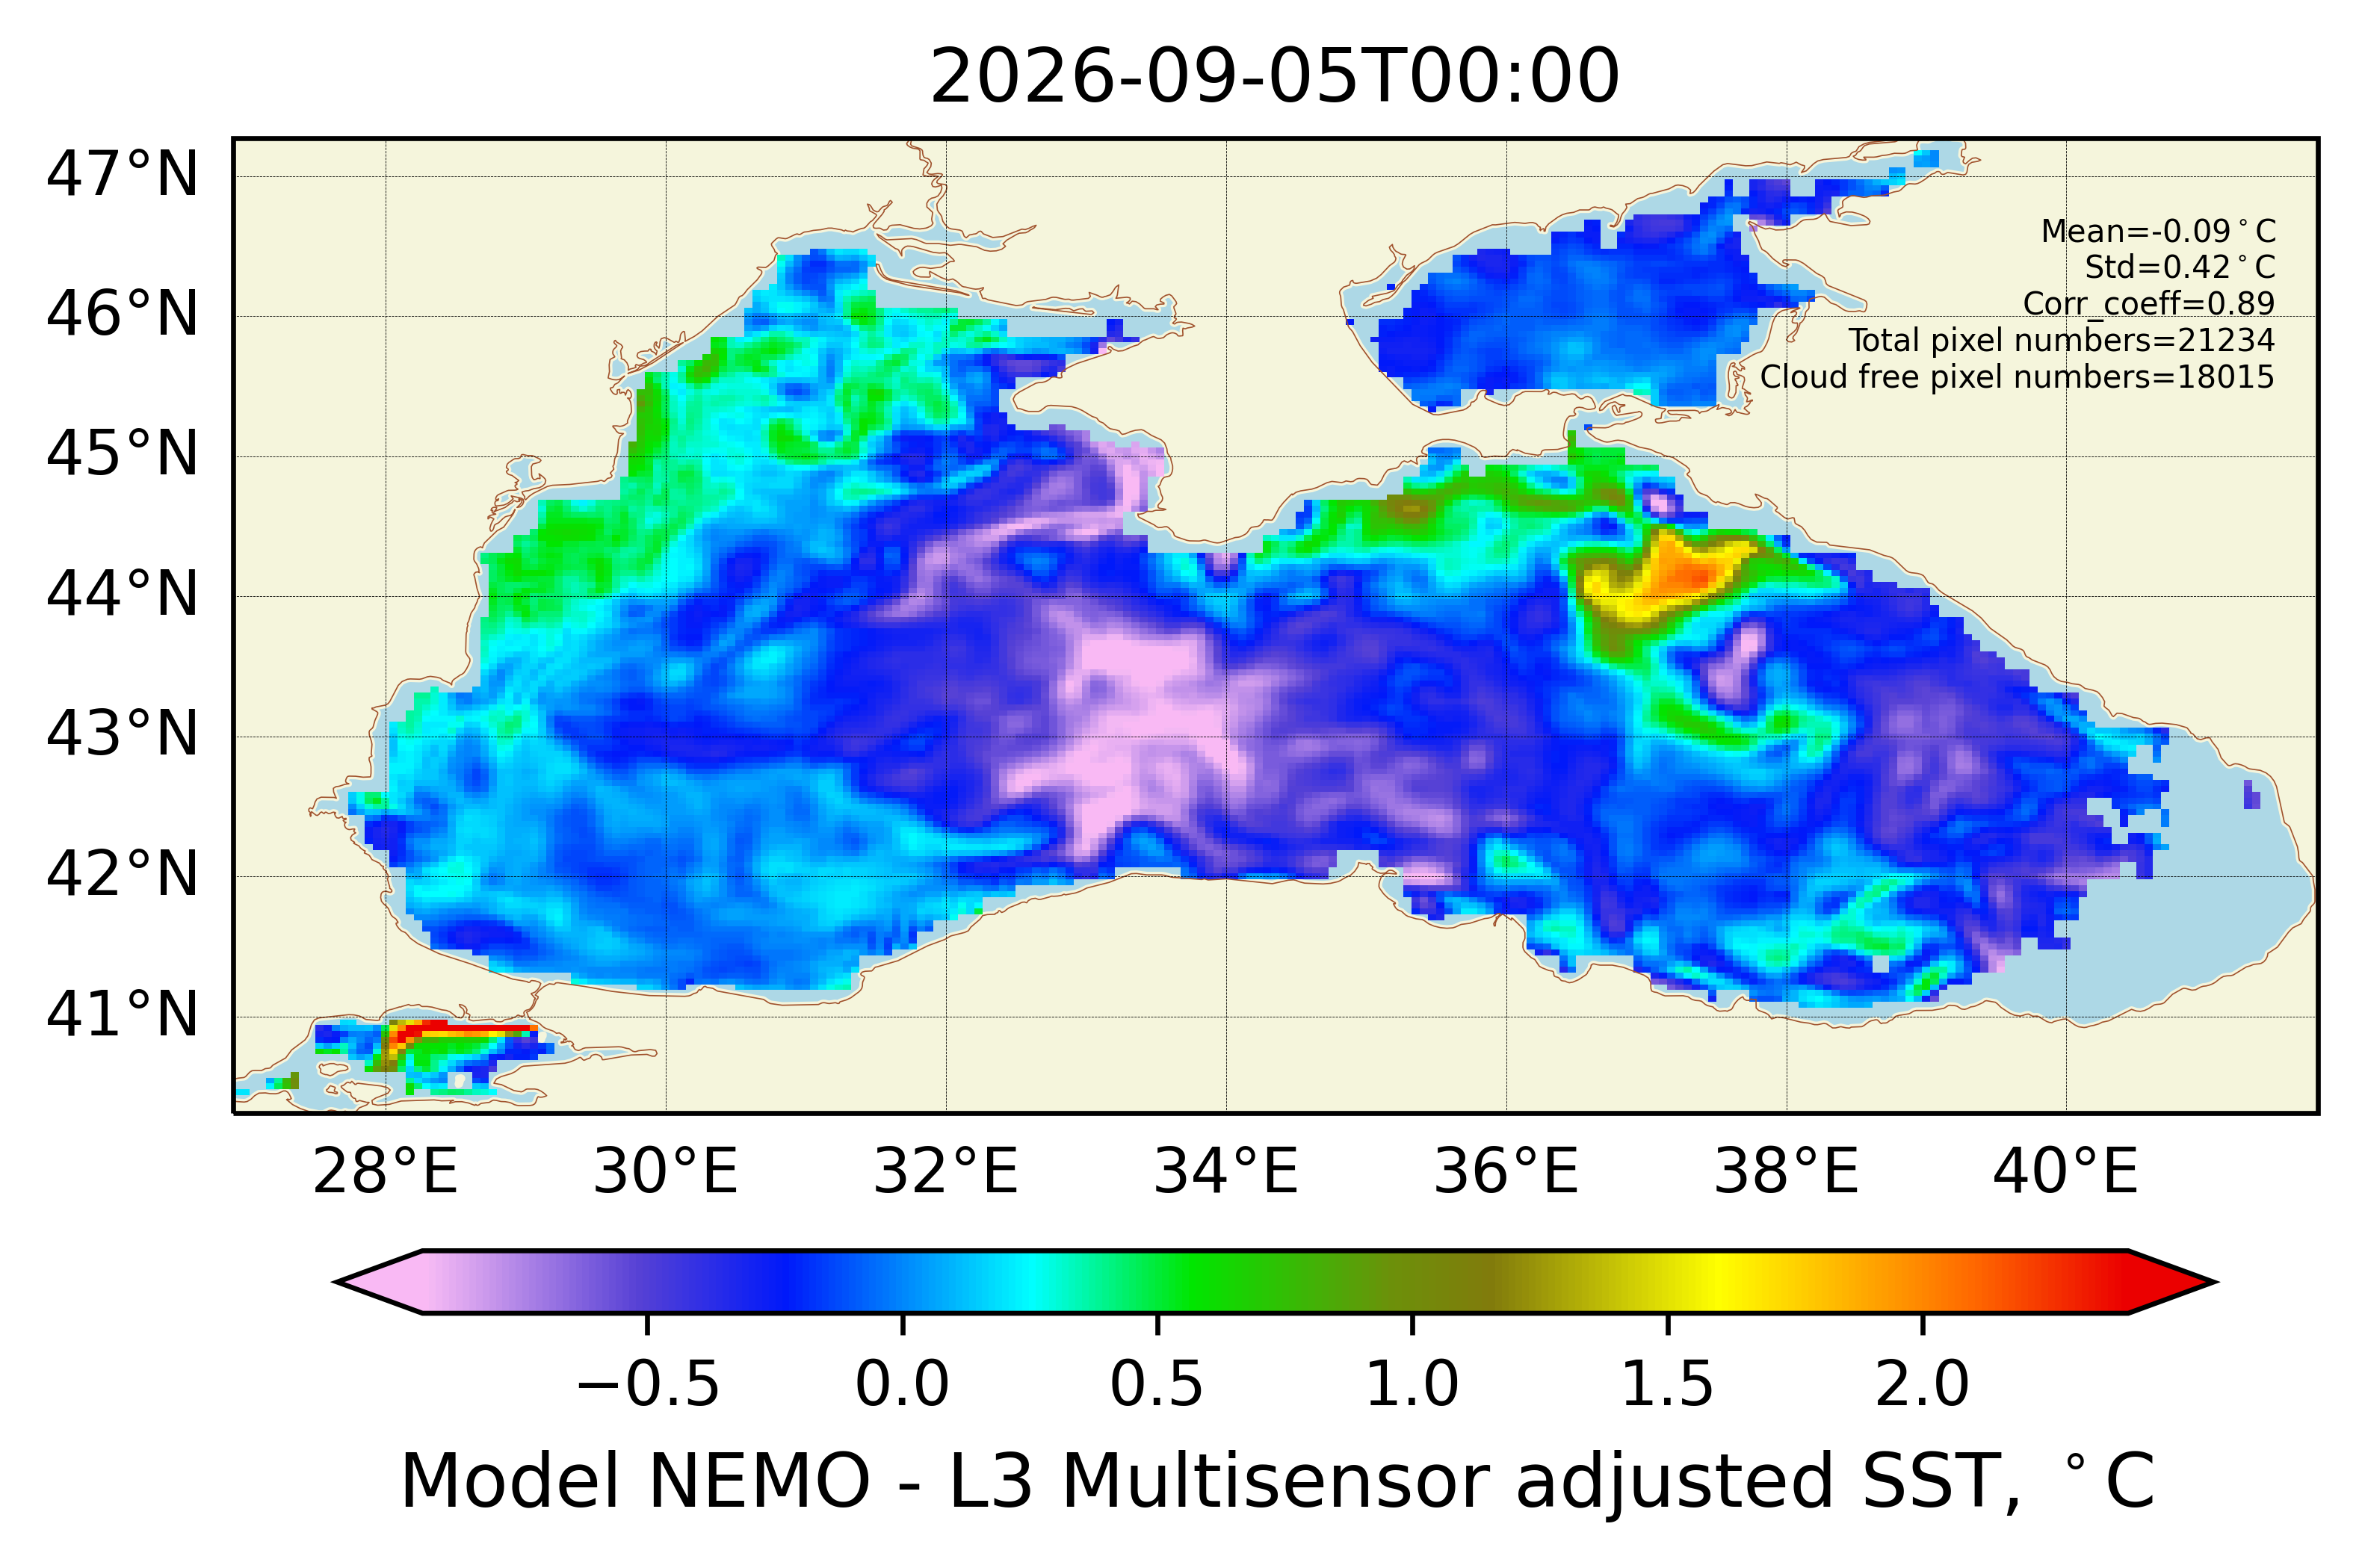 2026-09-05T00:00
47°N
46°N
45°N
44°N
43°N
42°N
41°N
Mean=-0.09°C
Std=0.42°C
Corr_coeff=0.89
Total pixel numbers=21234
Cloud free pixel numbers=18015
28°E 30°E 32°E 34°E 36°E 38°E 40°E
−0.5 0.0 0.5 1.0 1.5 2.0
Model NEMO - L3 Multisensor adjusted SST, °C